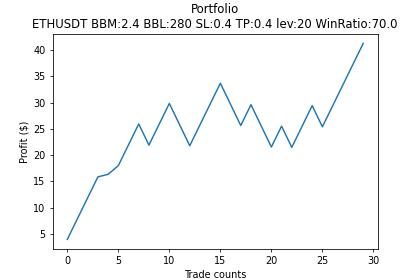 Portfolio
ETHUSDT BBM:2.4 BBL:280 SL:0.4 TP:0.4 lev:20 WinRatio:70.0
40
35
30
25
20
15
10
5
Profit ($)
0 5 10 15 20 25 30
Trade counts